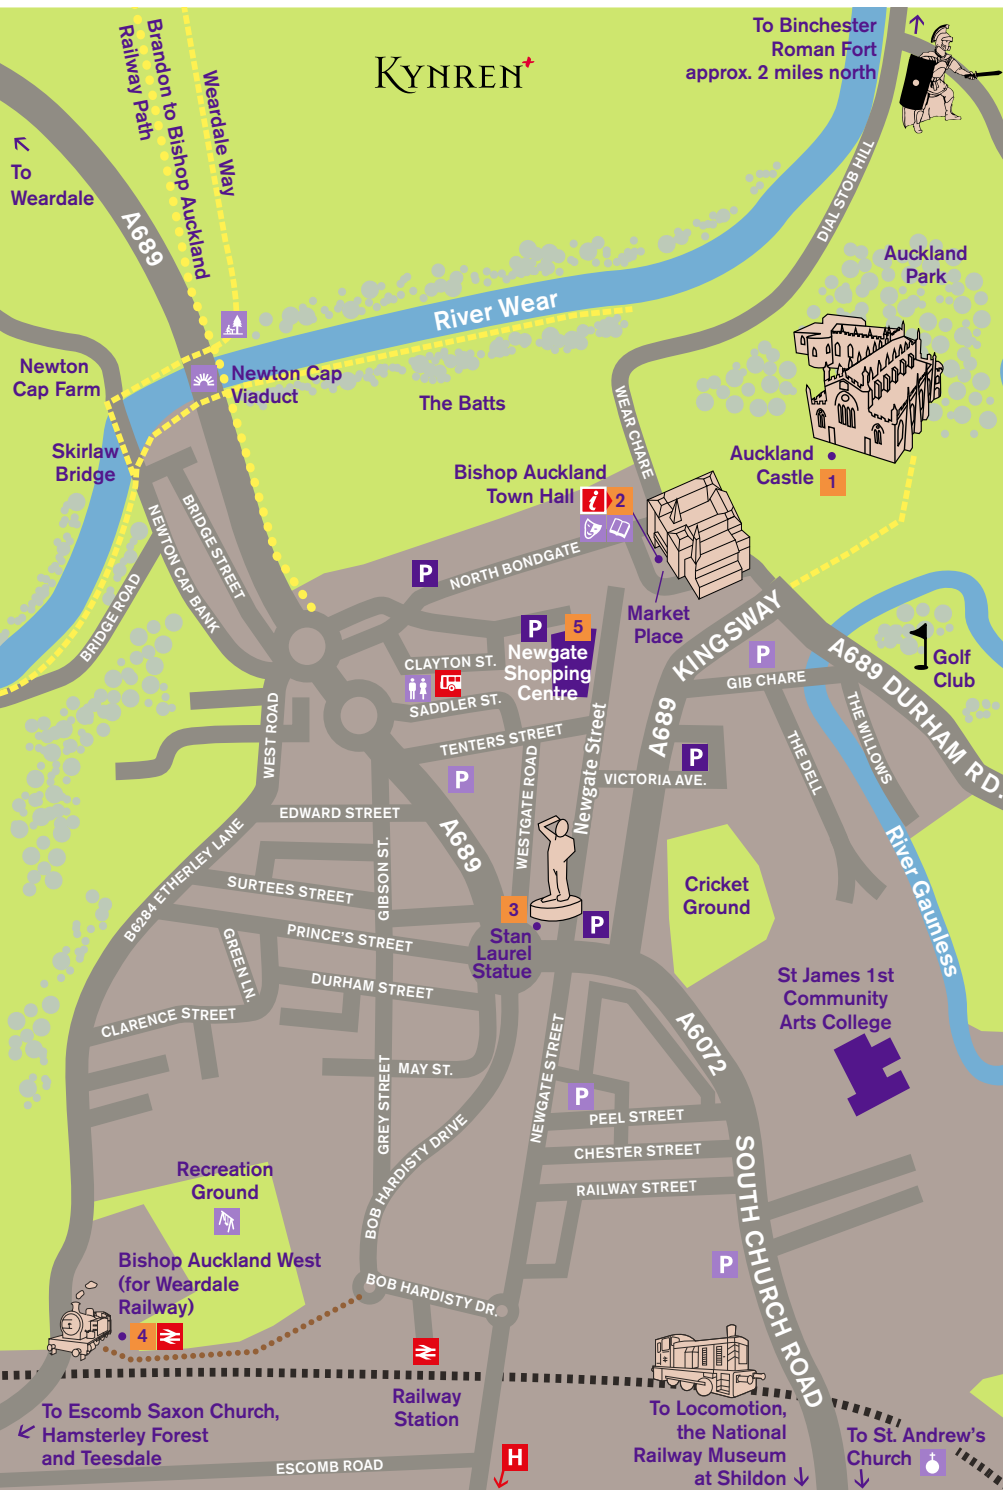 To Binchester
Roman Fort
approx. 2 miles north
KYNREN
Brandon to Bishop Auckland
Railway Path
Weardale Way
To
Weardale
A689
DIAL STOB HILL
Auckland
Park
River Wear
Newton
Cap Farm
Newton Cap
Viaduct
The Batts
WEAR CHARE
Skirlaw
Bridge
Auckland
Castle
1
Bishop Auckland
Town Hall
i
2
BRIDGE STREET
NEWTON CAP BANK
BRIDGE ROAD
P
NORTH BONDGATE
Market
Place
KINGSWAY
P
5
Newgate
Shopping
Centre
CLAYTON ST.
SADDLER ST.
P
GIB CHARE
A689 DURHAM RD.
Golf
Club
WEST ROAD
TENTERS STREET
P
WESTGATE ROAD
Newgate Street
A689
P
VICTORIA AVE.
THE DELL
THE WILLOWS
EDWARD STREET
A689
GIBSON ST.
B6284 ETHERLEY LANE
SURTEES STREET
PRINCE'S STREET
GREEN LN.
DURHAM STREET
CLARENCE STREET
3
Stan
Laurel
Statue
P
Cricket
Ground
River Gaunless
St James 1st
Community
Arts College
A6072
MAY ST.
GREY STREET
NEWGATE STREET
P
PEEL STREET
CHESTER STREET
RAILWAY STREET
BOB HARDISTY DRIVE
SOUTH CHURCH ROAD
P
Recreation
Ground
Bishop Auckland West
(for Weardale
Railway)
4
BOB HARDISTY DR.
Railway
Station
To Escomb Saxon Church,
Hamsterley Forest
and Teesdale
ESCOMB ROAD
H
To Locomotion,
the National
Railway Museum
at Shildon
To St. Andrew's
Church